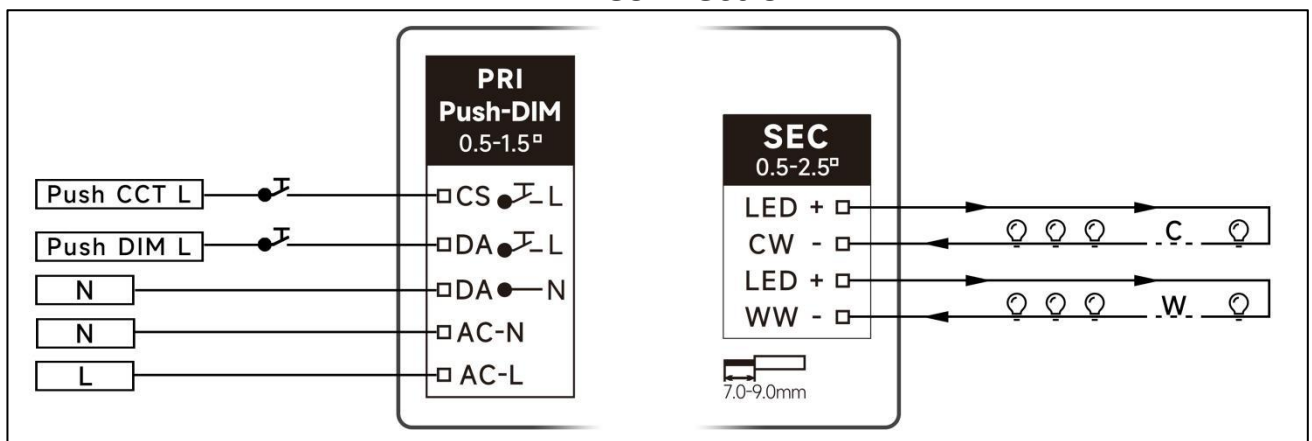 PRI
Push-DIM
0.5-1.5▫
Push CCT L
CS L
Push DIM L
DA L
N
DA N
N
AC-N
L
AC-L
SEC
0.5-2.5▫
LED +
CW -
C
LED +
WW -
W
7.0-9.0mm